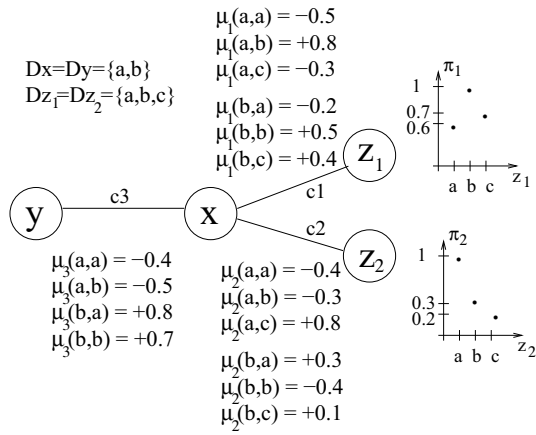 μ₁(a,a) = −0.5
μ₁(a,b) = +0.8
μ₁(a,c) = −0.3
μ₁(b,a) = −0.2
μ₁(b,b) = +0.5
μ₁(b,c) = +0.4
Dx=Dy={a,b}
Dz₁=Dz₂={a,b,c}
π₁
1
0.7
0.6
a b c z₁
z₁
c1
y
c3
x
c2
z₂
μ₃(a,a) = −0.4
μ₃(a,b) = −0.5
μ₃(b,a) = +0.8
μ₃(b,b) = +0.7
μ₂(a,a) = −0.4
μ₂(a,b) = −0.3
μ₂(a,c) = +0.8
μ₂(b,a) = +0.3
μ₂(b,b) = −0.4
μ₂(b,c) = +0.1
π₂
1
0.3
0.2
a b c z₂